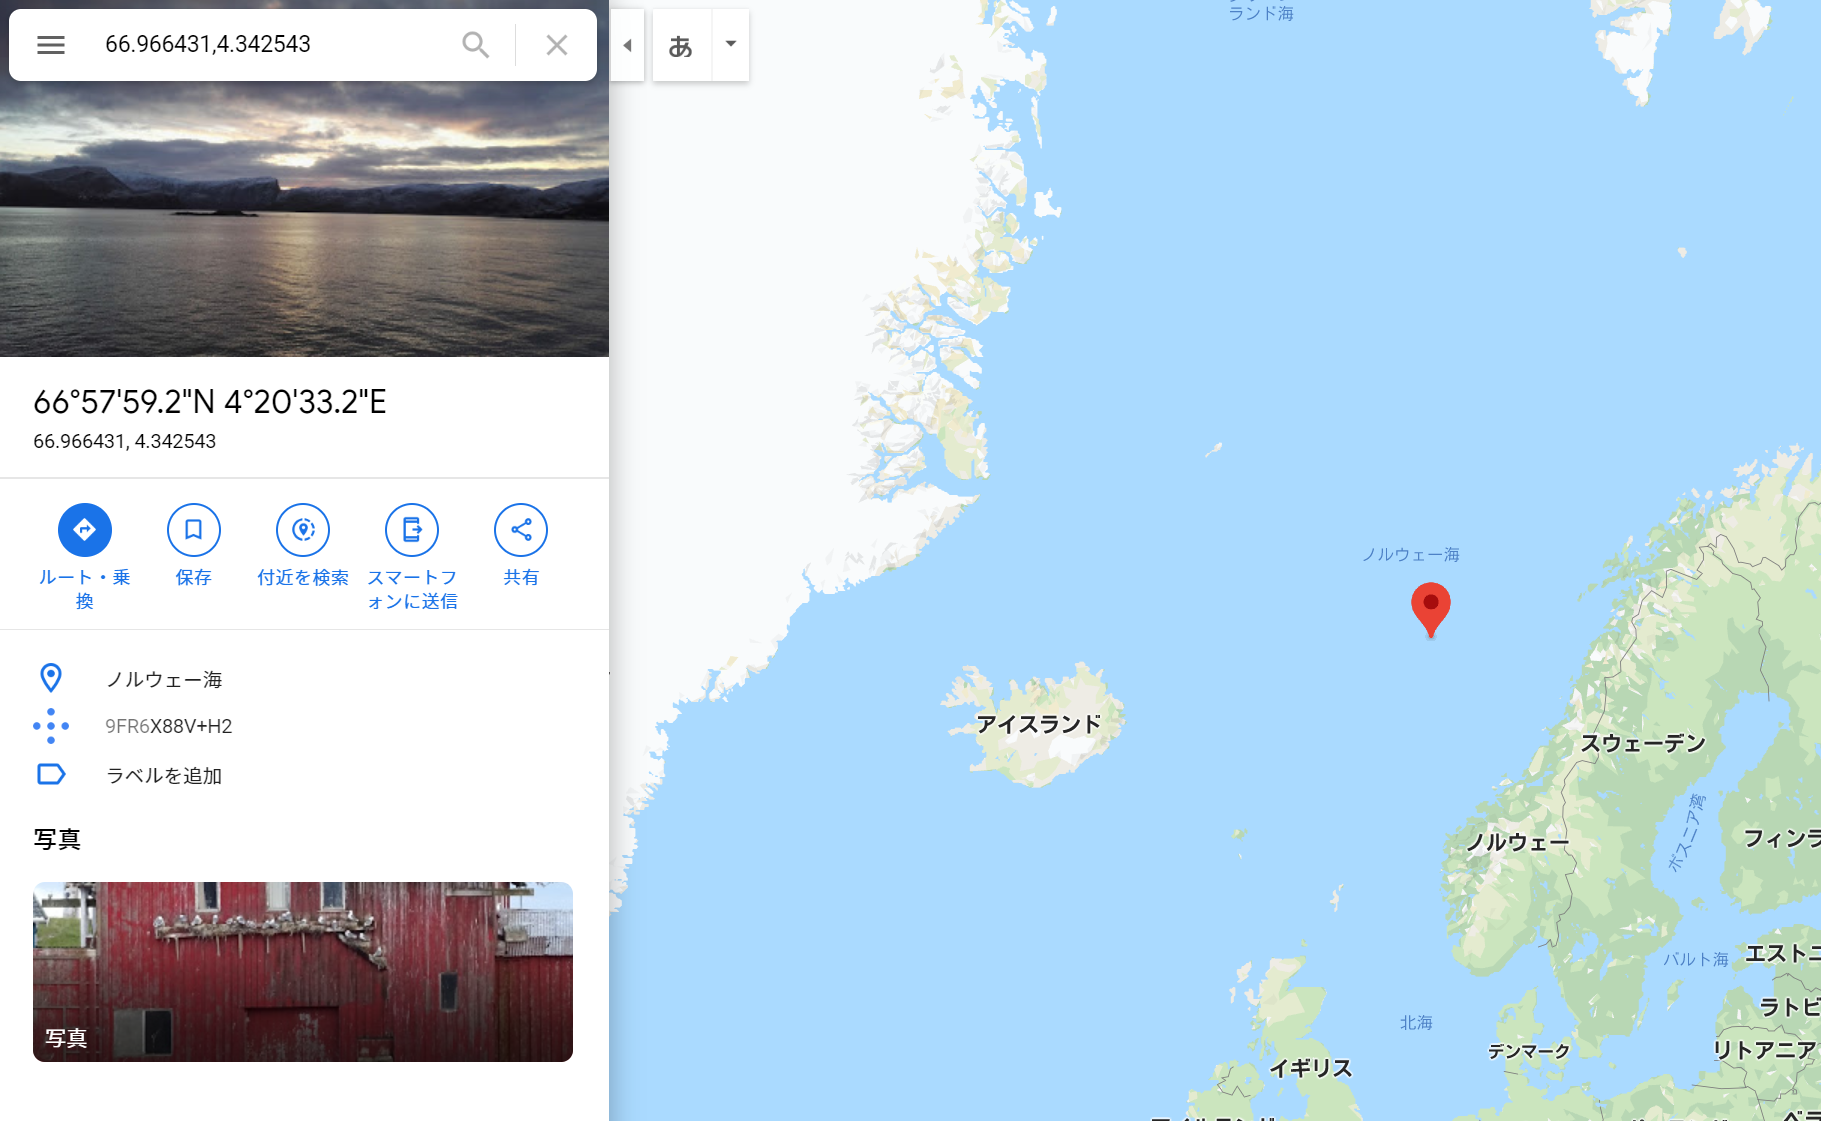 66.966431,4.342543
あ
66°57'59.2"N 4°20'33.2"E
66.966431, 4.342543
ルート・乗
換
保存
付近を検索
スマートフ
ォンに送信
共有
ノルウェー海
9FR6X88V+H2
ラベルを追加
写真
写真
ランド海
ノルウェー海
アイスランド
スウェーデン
ボスニア湾
ノルウェー
フィンラ
バルト海
エストニ
ラトビ
北海
デンマーク
リトアニア
イギリス
ベラ